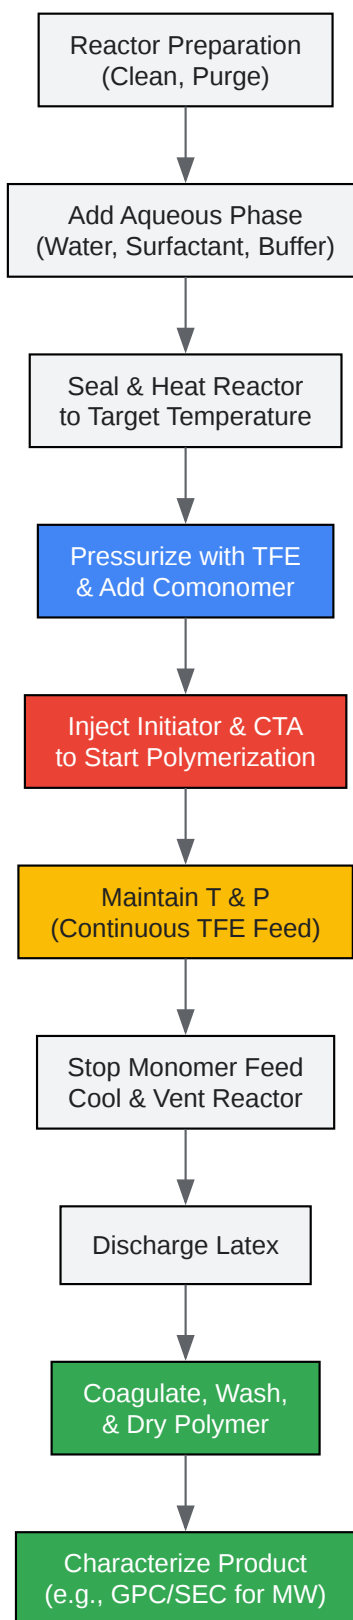 Reactor Preparation
(Clean, Purge)
Add Aqueous Phase
(Water, Surfactant, Buffer)
Seal & Heat Reactor
to Target Temperature
Pressurize with TFE
& Add Comonomer
Inject Initiator & CTA
to Start Polymerization
Maintain T & P
(Continuous TFE Feed)
Stop Monomer Feed
Cool & Vent Reactor
Discharge Latex
Coagulate, Wash,
& Dry Polymer
Characterize Product
(e.g., GPC/SEC for MW)